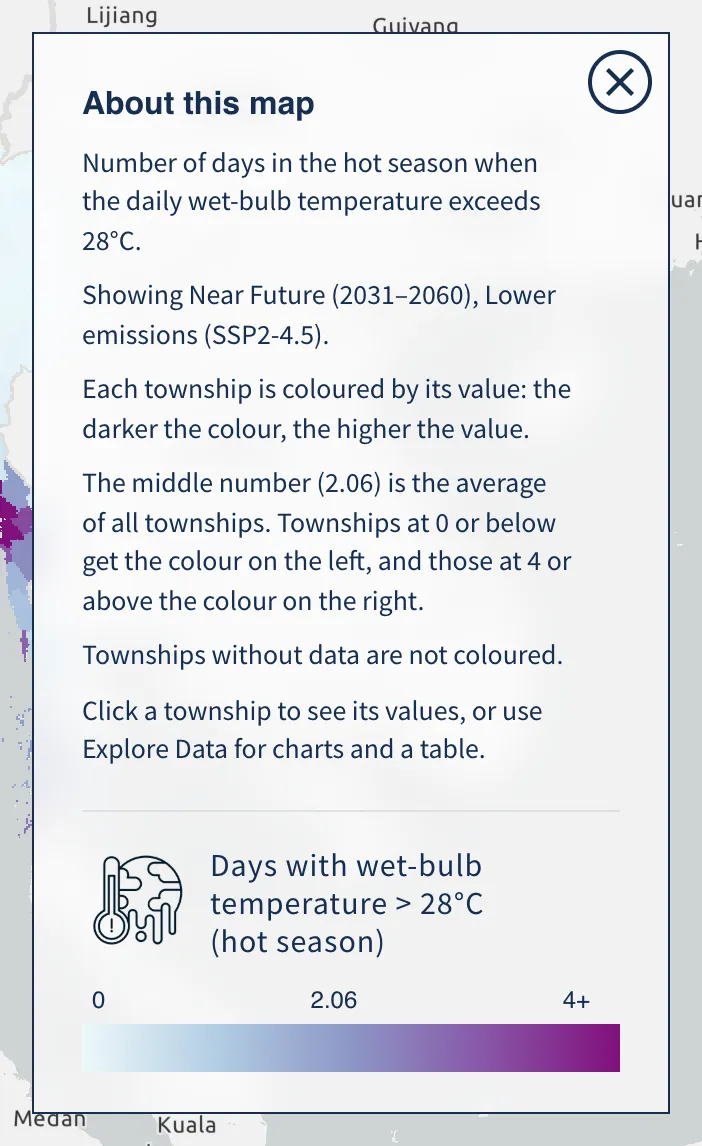 Lijiang
Guiyang
About this map
Number of days in the hot season when
the daily wet-bulb temperature exceeds
28°C.
Showing Near Future (2031–2060), Lower
emissions (SSP2-4.5).
Each township is coloured by its value: the
darker the colour, the higher the value.
The middle number (2.06) is the average
of all townships. Townships at 0 or below
get the colour on the left, and those at 4 or
above the colour on the right.
Townships without data are not coloured.
Click a township to see its values, or use
Explore Data for charts and a table.
Days with wet-bulb
temperature > 28°C
(hot season)
0 2.06 4+
Medan
Kuala